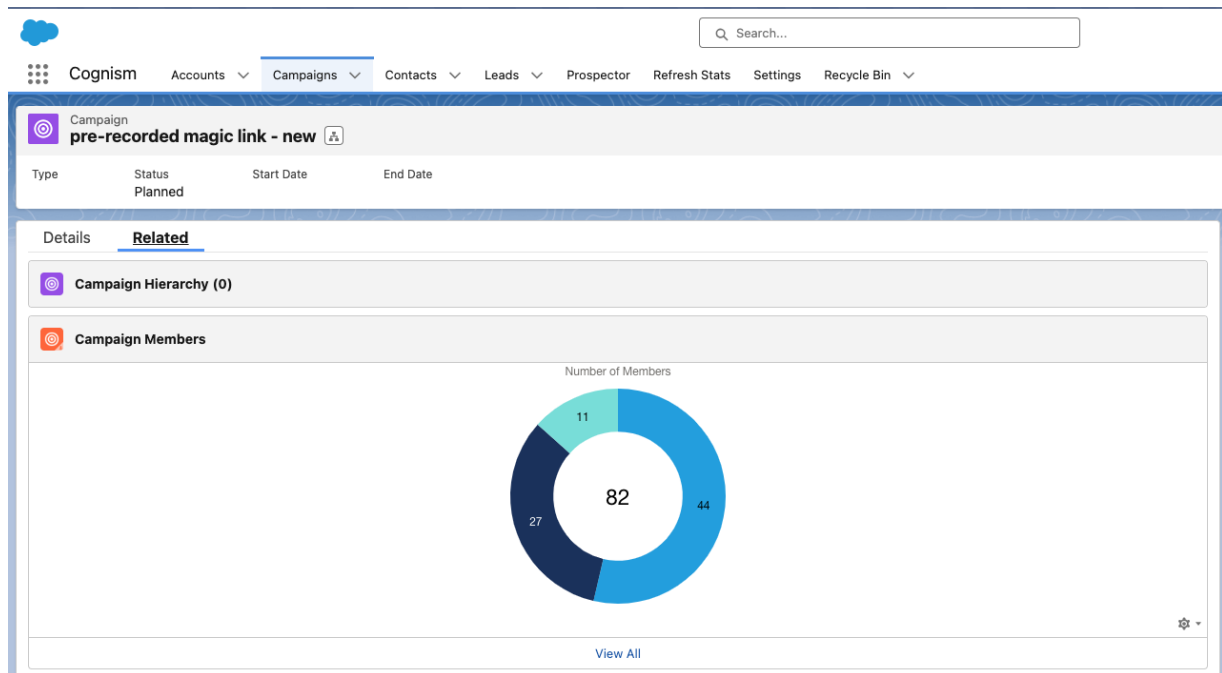 Search...
Cognism Accounts Campaigns Contacts Leads Prospector Refresh Stats Settings Recycle Bin
Campaign
pre-recorded magic link - new
Type Status Start Date End Date
Planned
Details Related
Campaign Hierarchy (0)
Campaign Members
Number of Members
11
82
44
27
View All